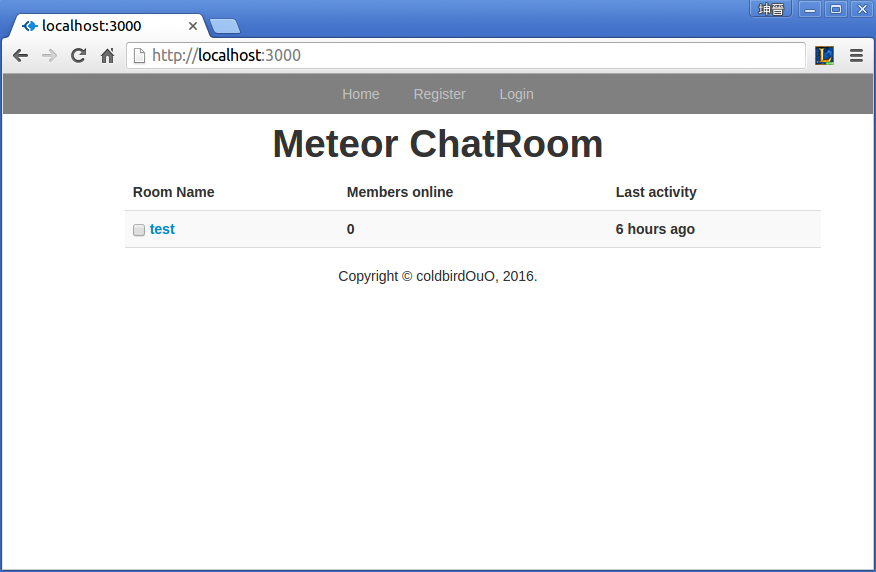 坤晉
localhost:3000
http://localhost:3000
Home Register Login
Meteor ChatRoom
Room Name Members online Last activity
test 0 6 hours ago
Copyright © coldbirdOuO, 2016.